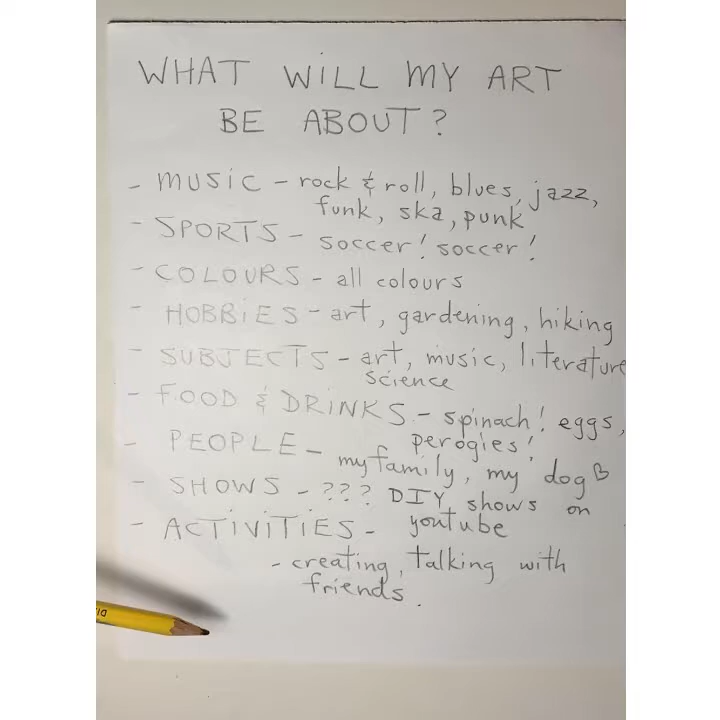 WHAT WILL MY ART
BE ABOUT?
- MUSIC - rock & roll, blues, jazz,
funk, ska, punk
- SPORTS - soccer! soccer!
- COLOURS - all colours
- HOBBIES - art, gardening, hiking
- SUBJECTS - art, music, literature
science
- FOOD & DRINKS - spinach! eggs,
perogies!
- PEOPLE - my family, my dog
- SHOWS - ??? DIY shows on
youtube
- ACTIVITIES -
- creating, talking with
friends.